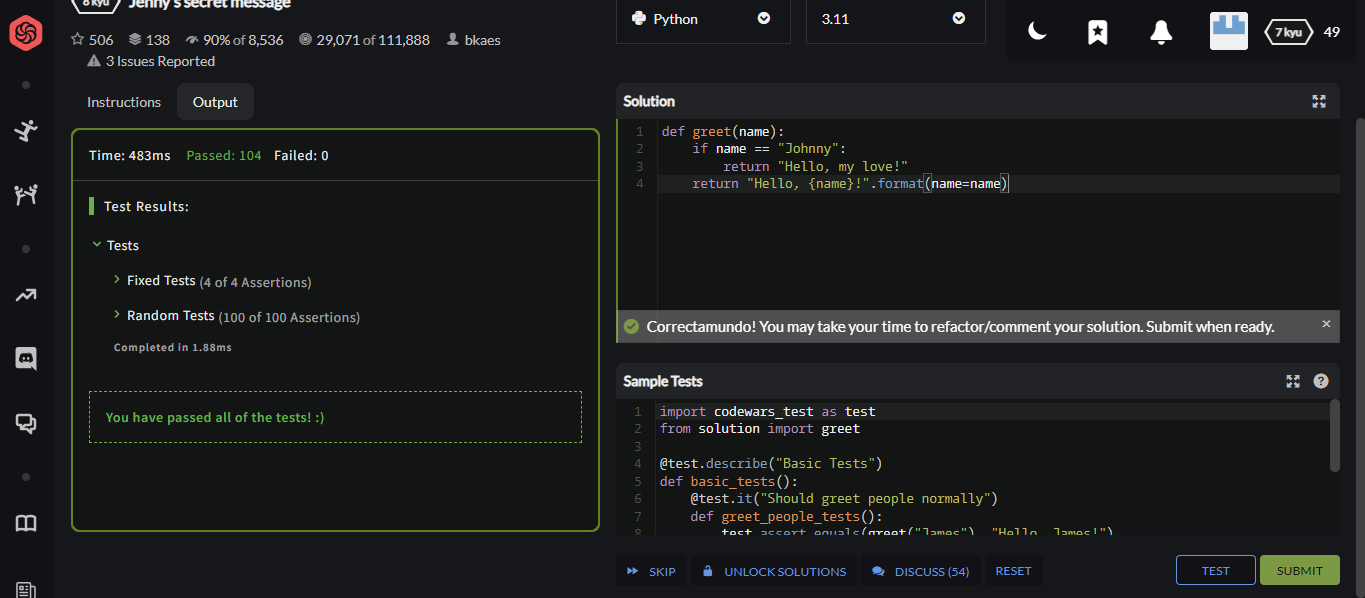 8 kyu Jenny's secret message
506 138 90% of 8,536 29,071 of 111,888 bkaes
3 Issues Reported
Instructions Output
Time: 483ms Passed: 104 Failed: 0
Test Results:
Tests
Fixed Tests (4 of 4 Assertions)
Random Tests (100 of 100 Assertions)
Completed in 1.88ms
You have passed all of the tests! :)
Python 3.11
7 kyu 49
Solution
1 def greet(name):
2     if name == "Johnny":
3         return "Hello, my love!"
4     return "Hello, {name}!".format(name=name)
Correctamundo! You may take your time to refactor/comment your solution. Submit when ready. ×
Sample Tests ?
1 import codewars_test as test
2 from solution import greet
3
4 @test.describe("Basic Tests")
5 def basic_tests():
6     @test.it("Should greet people normally")
7     def greet_people_tests():
8         test.assert_equals(greet("James"), "Hello, James!")
SKIP UNLOCK SOLUTIONS DISCUSS (54) RESET TEST SUBMIT